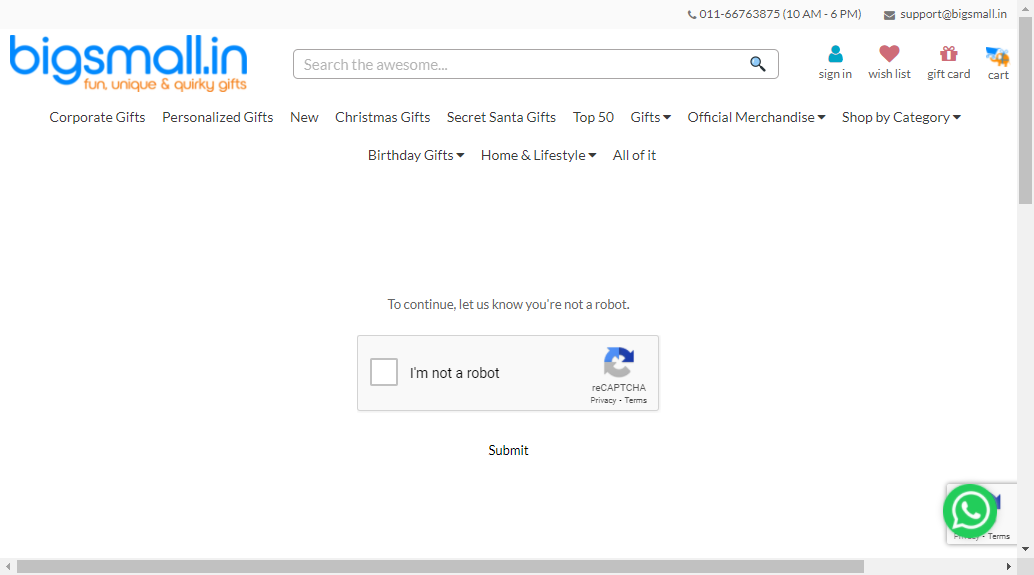 011-66763875 (10 AM - 6 PM) support@bigsmall.in
bigsmall.in
fun, unique & quirky gifts
Search the awesome...
sign in wish list gift card cart
Corporate Gifts Personalized Gifts New Christmas Gifts Secret Santa Gifts Top 50 Gifts Official Merchandise Shop by Category
Birthday Gifts Home & Lifestyle All of it
To continue, let us know you're not a robot.
I'm not a robot
reCAPTCHA
Privacy - Terms
Submit
Privacy - Terms